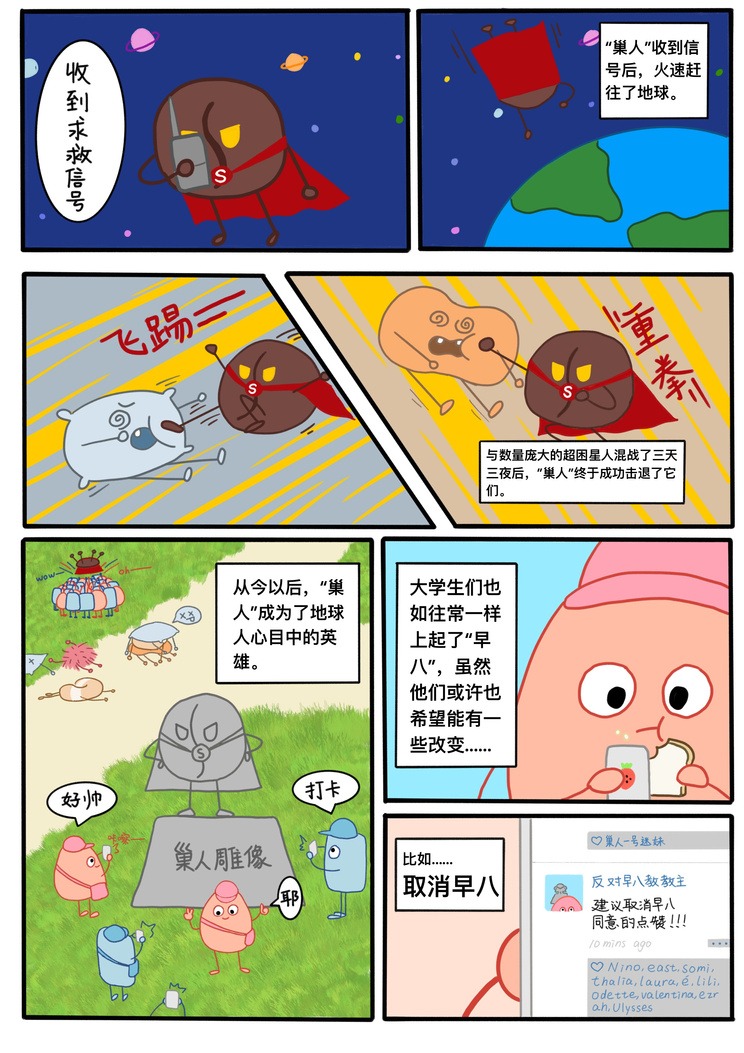 收到求救信号
S
“巢人”收到信
号后，火速赶
往了地球。
飞踢
S
重拳
S
与数量庞大的超困星人混战了三天
三夜后，“巢人”终于成功击退了它
们。
wow
oh
从今以后，“巢
人”成为了地球
人心目中的英
雄。
S
好帅
打卡
咔嚓
巢人雕像
耶
大学生们也
如往常一样
上起了“早
八”，虽然
他们或许也
希望能有一
些改变……
比如……
取消早八
♡巢人一号迷妹
反对早八教教主
建议取消早八
同意的点赞!!!
10 mins ago
♡Nino, east, somi,
thalia, laura, é, lili,
odette, valentina, ezr
ah, Ulysses